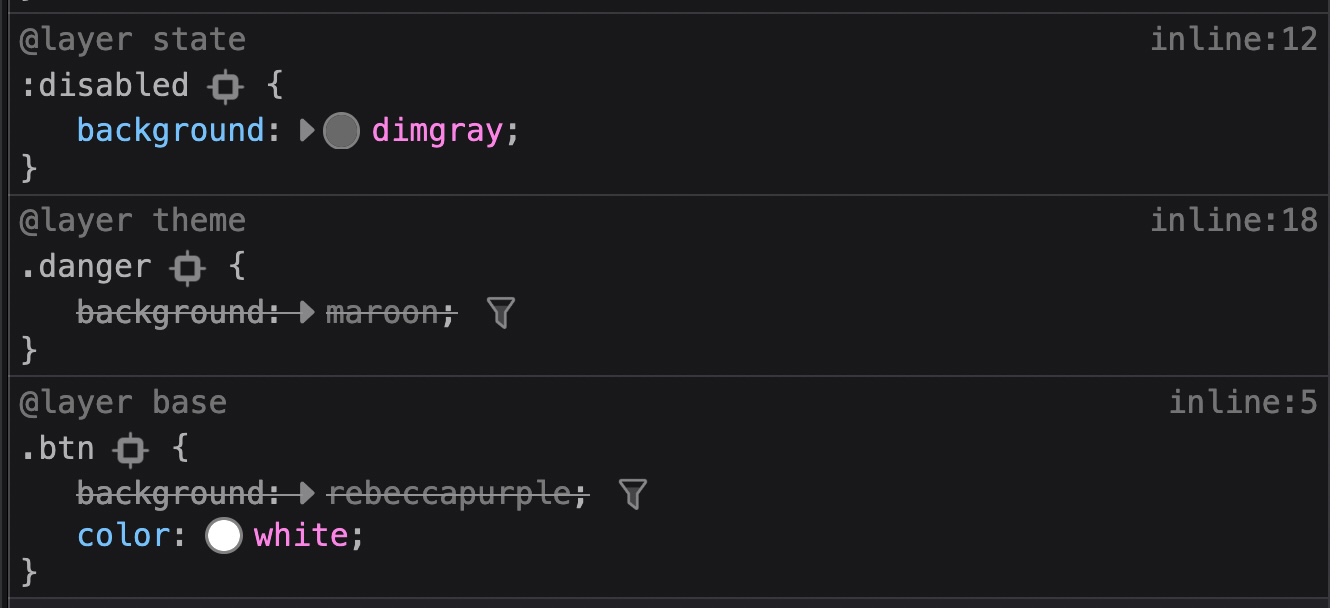 @layer state inline:12
:disabled {
background: dimgray;
}
@layer theme inline:18
.danger {
background: maroon;
}
@layer base inline:5
.btn {
background: rebeccapurple;
color: white;
}